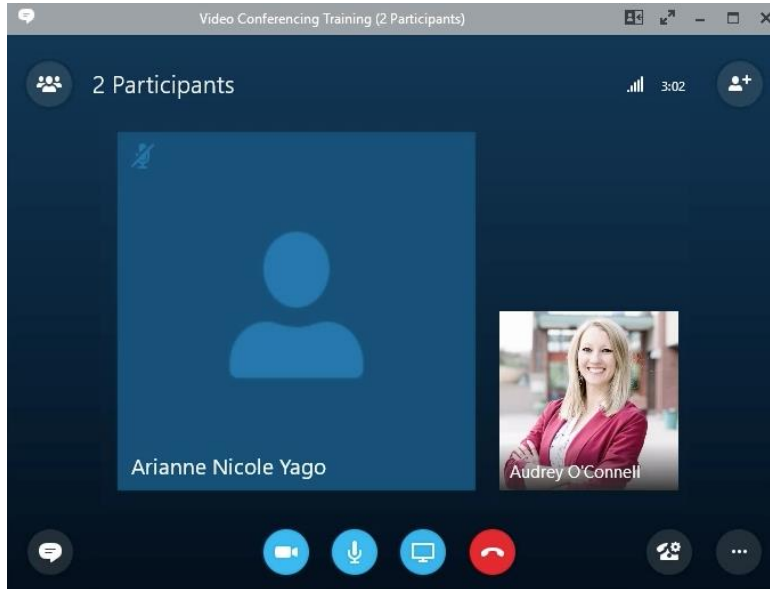 Video Conferencing Training (2 Participants)
2 Participants
3:02
Arianne Nicole Yago
Audrey O'Connell